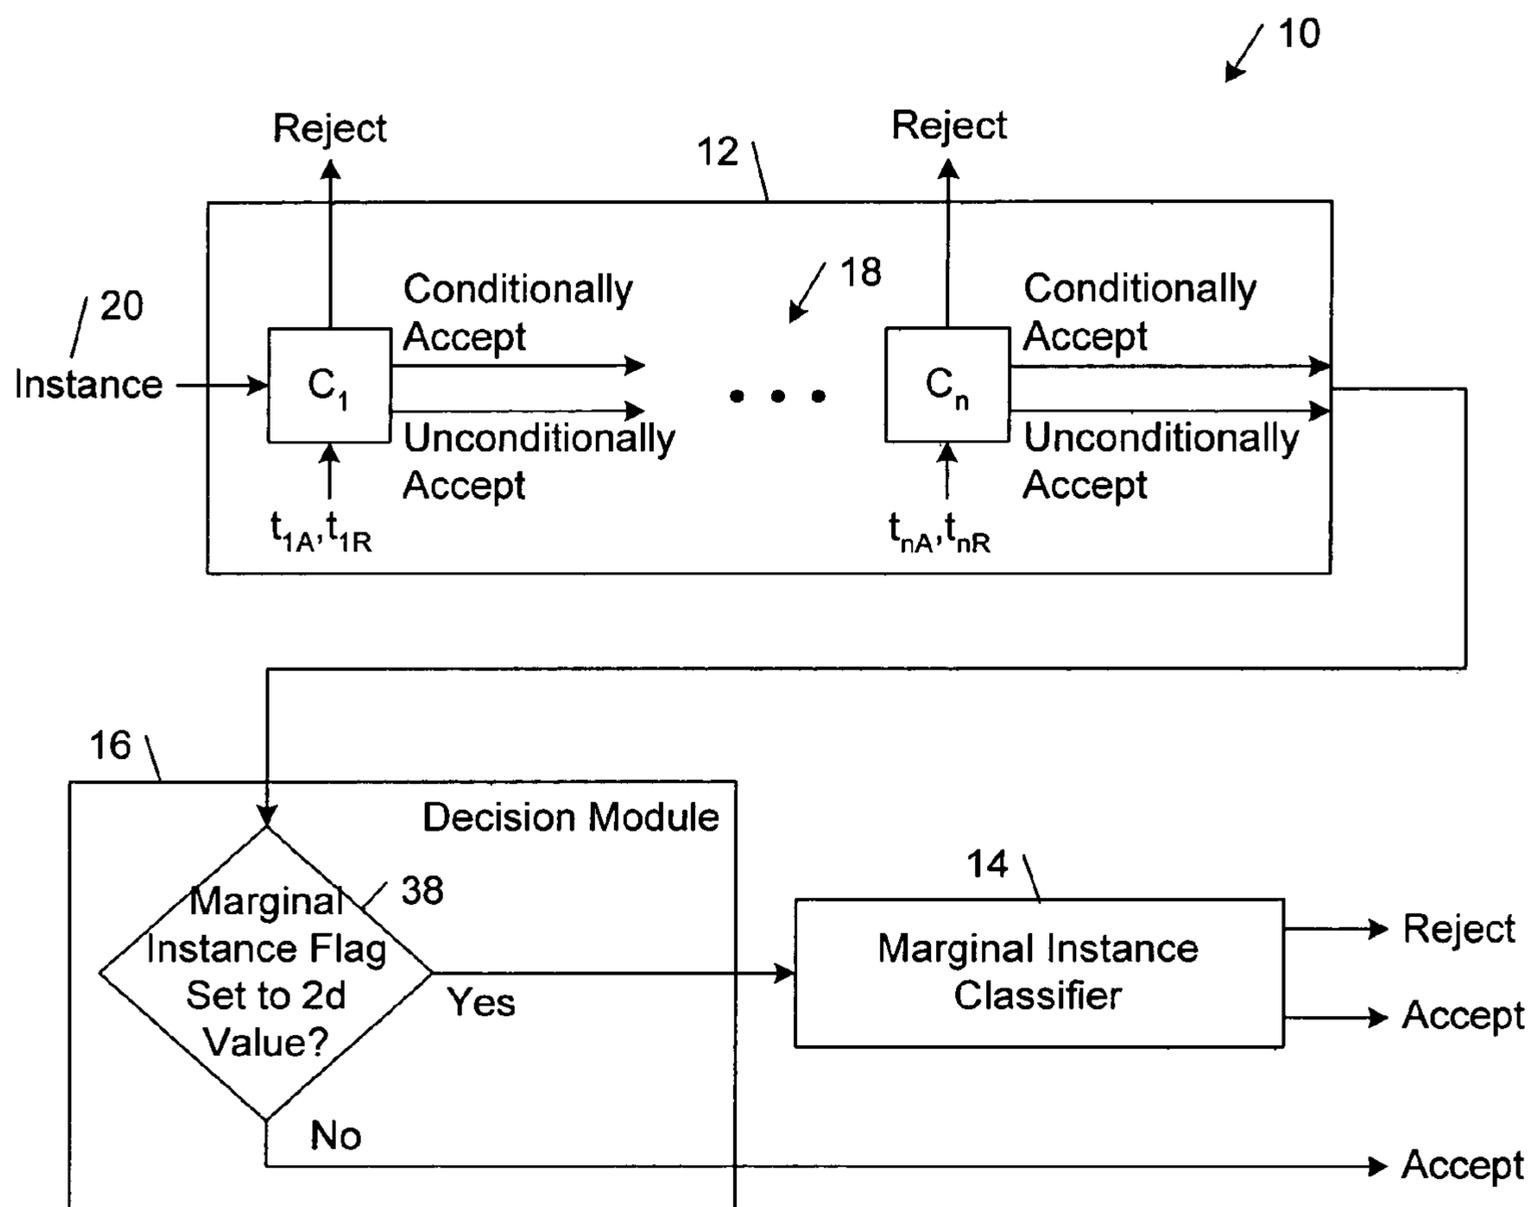 10
Reject
Reject
12
18
Conditionally
Accept
Conditionally
Accept
20
Instance
C1
Cn
Unconditionally
Accept
Unconditionally
Accept
t1A,t1R
tnA,tnR
16
Decision Module
38
Marginal
Instance Flag
Set to 2d
Value?
Yes
No
14
Marginal Instance
Classifier
Reject
Accept
Accept